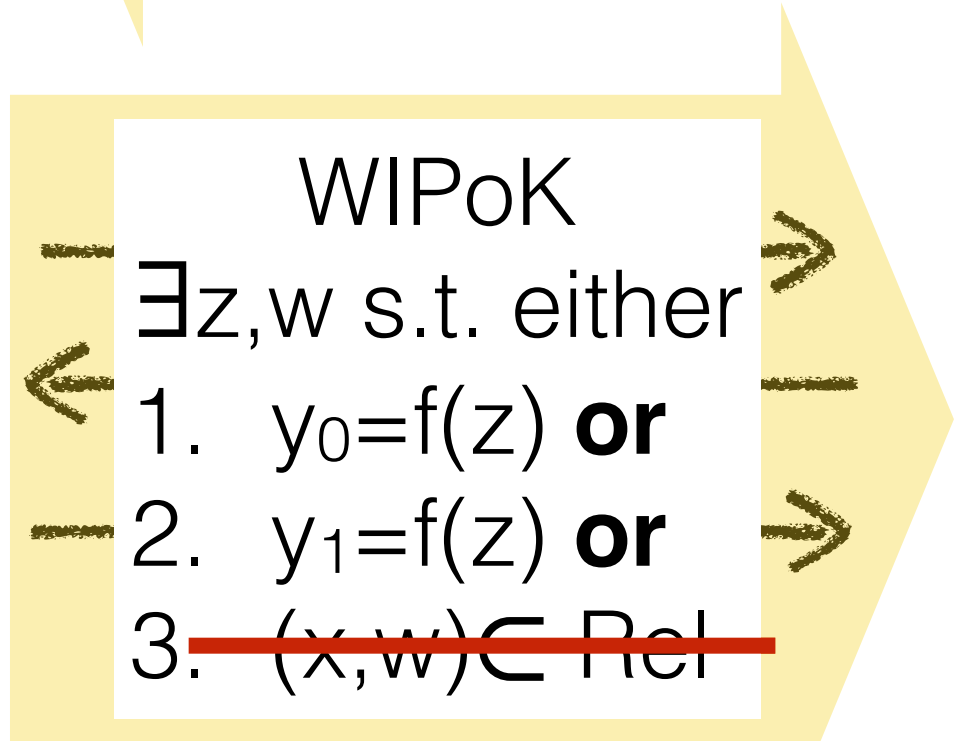 WIPoK
∃z,w s.t. either
1. y₀=f(z) or
2. y₁=f(z) or
3. (x,w)∈ Rel